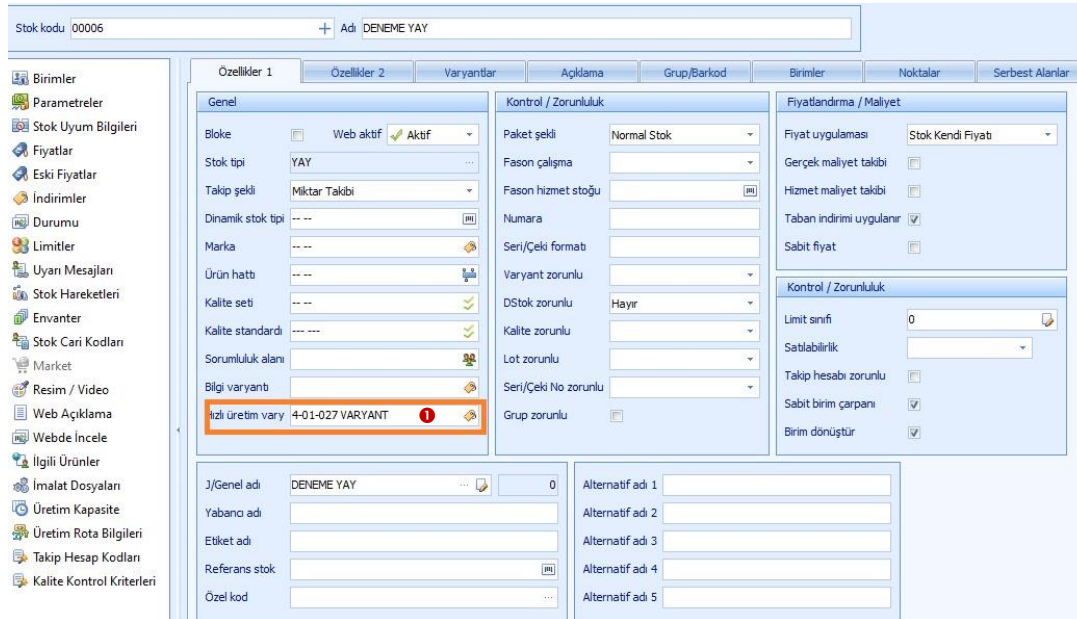 Stok kodu 00006 Adı DENEME YAY
Birimler
Parametreler
Stok Uyum Bilgileri
Fiyatlar
Eski Fiyatlar
İndirimler
Durumu
Limitler
Uyarı Mesajları
Stok Hareketleri
Envanter
Stok Cari Kodları
Market
Resim / Video
Web Açıklama
Webde İncele
İlgili Ürünler
İmalat Dosyaları
Üretim Kapasite
Üretim Rota Bilgileri
Takip Hesap Kodları
Kalite Kontrol Kriterleri
Özellikler 1 Özellikler 2 Varyantlar Açıklama Grup/Barkod Birimler Noktalar Serbest Alanlar
Genel
Bloke Web aktif Aktif
Stok tipi YAY ...
Takip şekli Miktar Takibi
Dinamik stok tipi -- --
Marka -- --
Ürün hattı -- --
Kalite seti -- --
Kalite standardı --- ---
Sorumluluk alanı
Bilgi varyantı
Hızlı üretim vary 4-01-027 VARYANT 1
Kontrol / Zorunluluk
Paket şekli Normal Stok
Fason çalışma
Fason hizmet stoğu
Numara
Seri/Çeki formatı
Varyant zorunlu
DStok zorunlu Hayır
Kalite zorunlu
Lot zorunlu
Seri/Çeki No zorunlu
Grup zorunlu
Fiyatlandırma / Maliyet
Fiyat uygulaması Stok Kendi Fiyatı
Gerçek maliyet takibi
Hizmet maliyet takibi
Taban indirimi uygulanır
Sabit fiyat
Kontrol / Zorunluluk
Limit sınıfı 0
Satılabilirlik
Takip hesabı zorunlu
Sabit birim çarpanı
Birim dönüştür
J/Genel adı DENEME YAY ... 0
Yabancı adı
Etiket adı
Referans stok
Özel kod ...
Alternatif adı 1
Alternatif adı 2
Alternatif adı 3
Alternatif adı 4
Alternatif adı 5